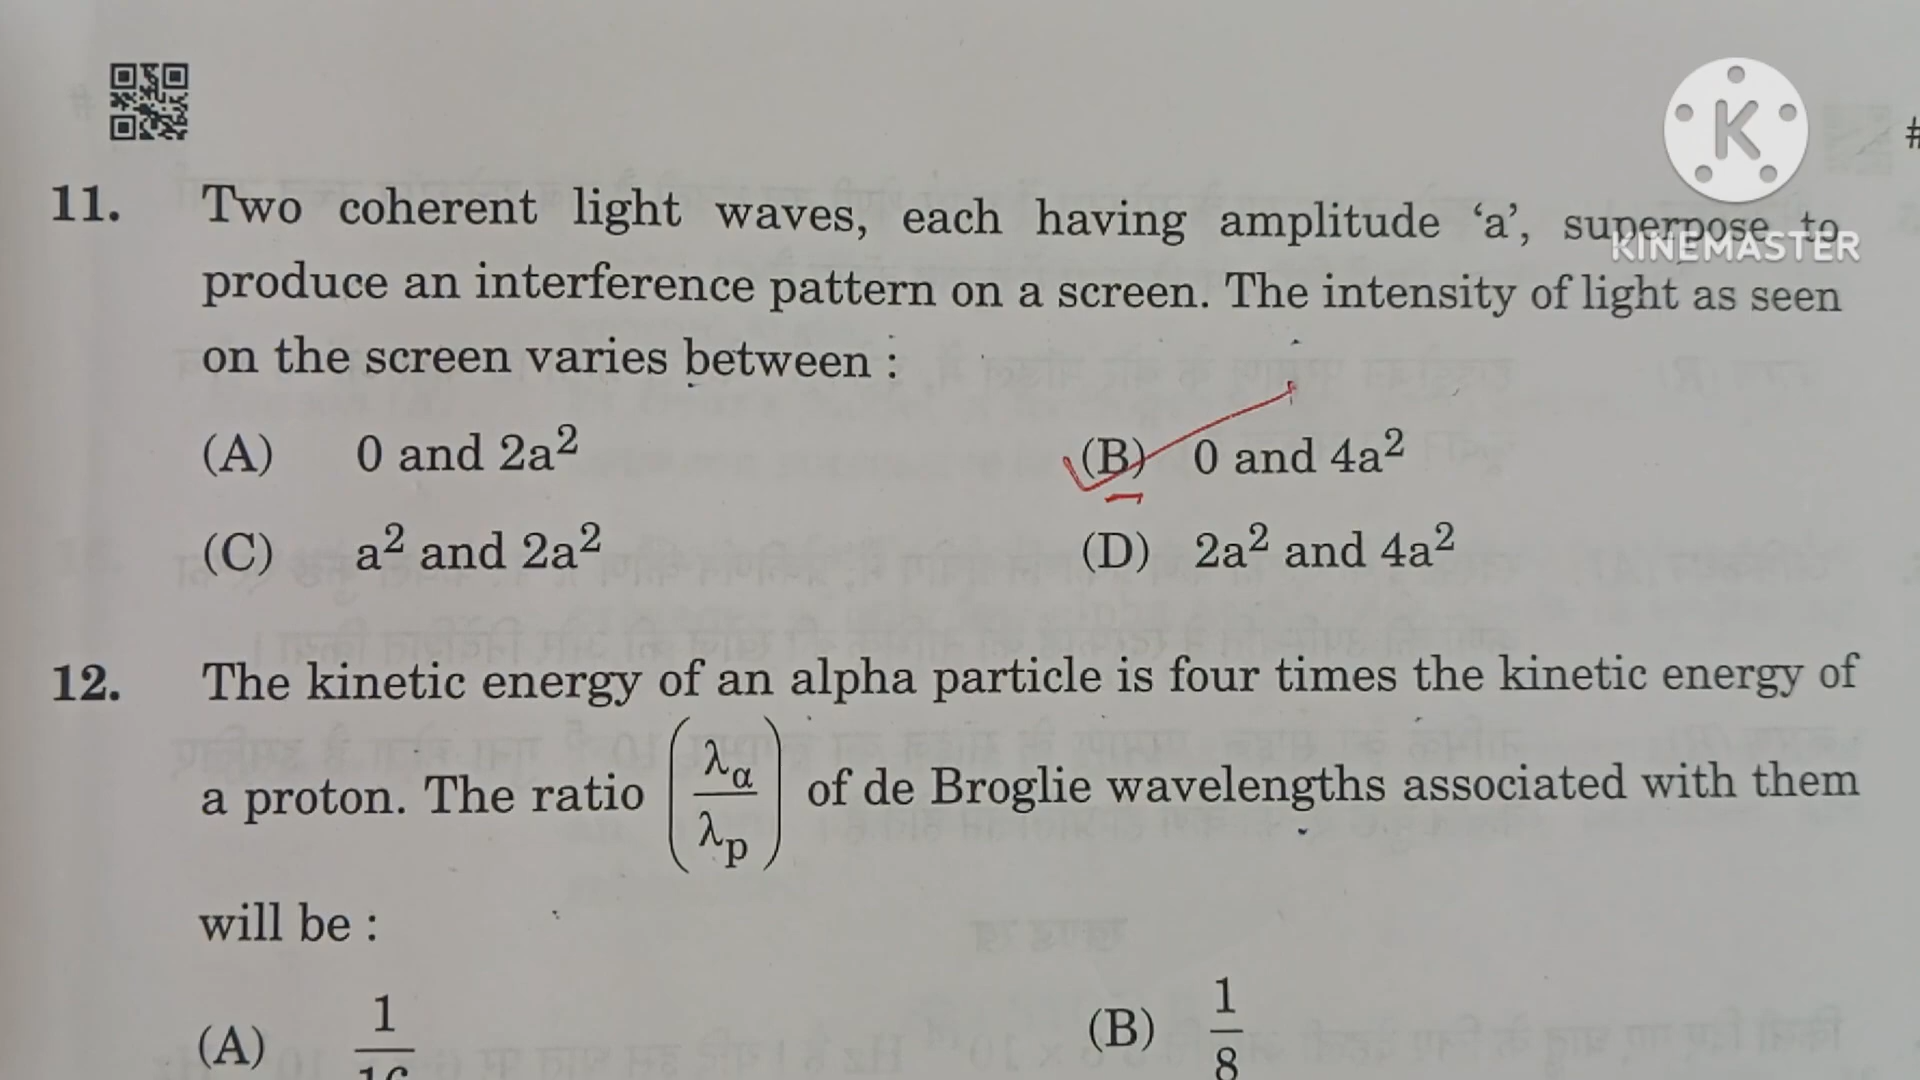 K
#
KINEMASTER
11. Two coherent light waves, each having amplitude ‘a’, superpose to
produce an interference pattern on a screen. The intensity of light as seen
on the screen varies between :
(A) 0 and 2a² (B) 0 and 4a²
(C) a² and 2a² (D) 2a² and 4a²
12. The kinetic energy of an alpha particle is four times the kinetic energy of
a proton. The ratio (λα/λp) of de Broglie wavelengths associated with them
will be :
(A) 1/16 (B) 1/8